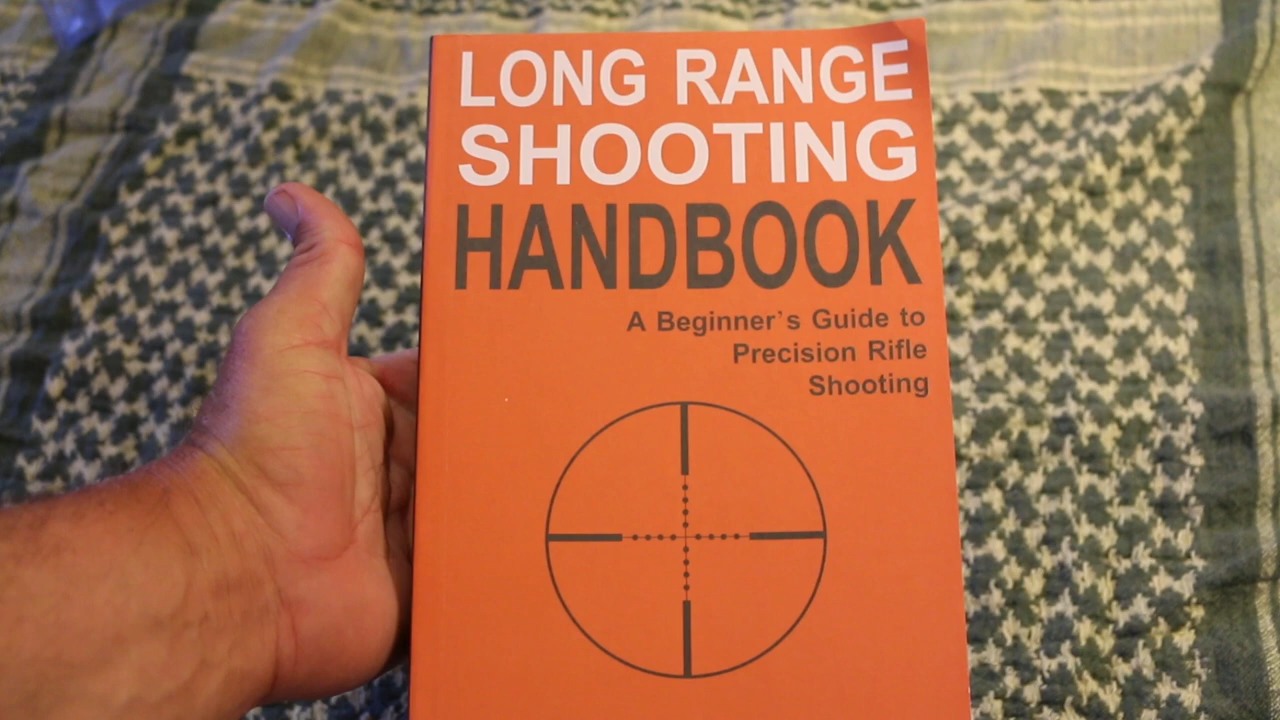 LONG RANGE
SHOOTING
HANDBOOK
A Beginner's Guide to
Precision Rifle
Shooting